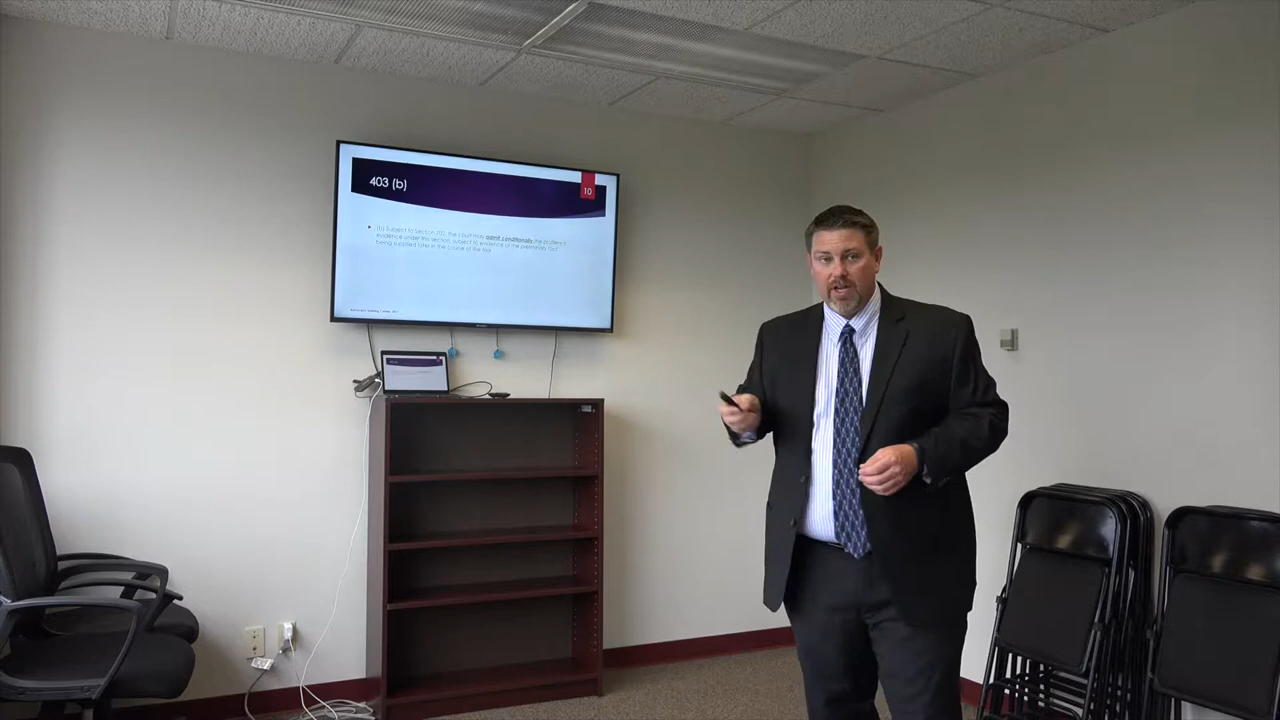 403 (b)
10
(b) Subject to Section 702, the court may admit conditionally the proffered
evidence under this section, subject to evidence of the preliminary fact
being supplied later in the course of the trial